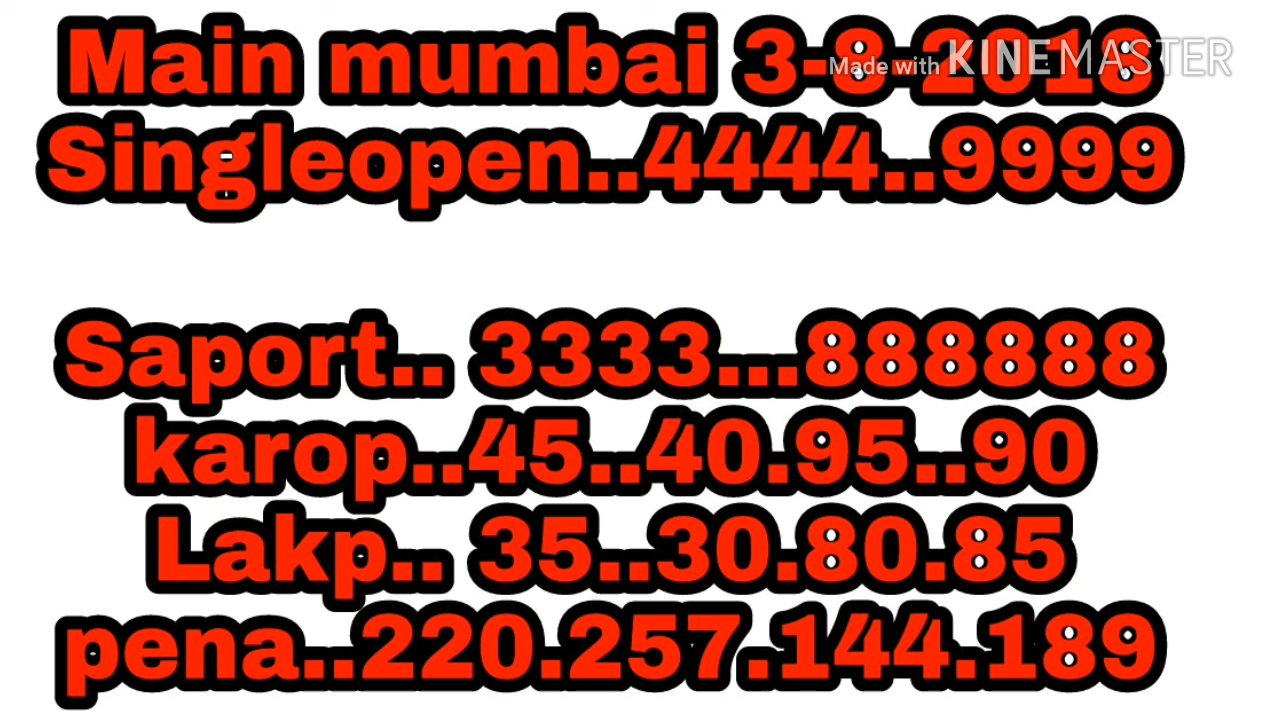 Main mumbai 3-8-2018
Made with KINEMASTER
Singleopen..4444..9999
Saport.. 3333...888888
karop..45..40.95..90
Lakp.. 35..30.80.85
pena..220.257.144.189